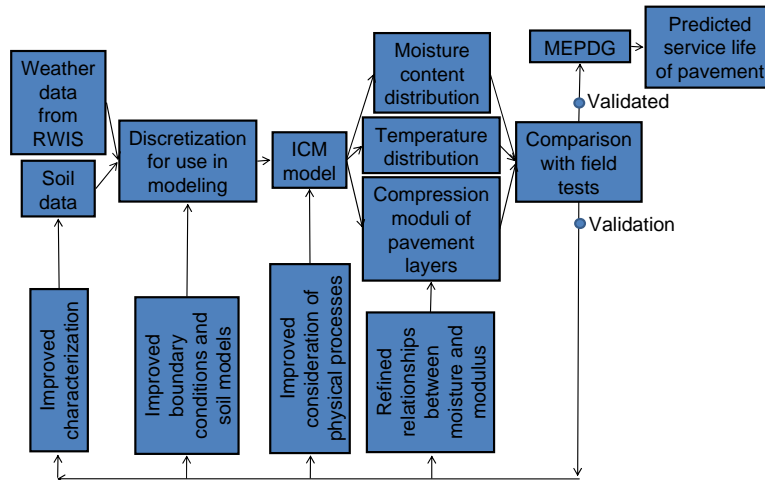 Weather
data
from
RWIS
Soil
data
Discretization
for use in
modeling
ICM
model
Moisture
content
distribution
Temperature
distribution
Compression
moduli of
pavement
layers
Comparison
with field
tests
MEPDG
Predicted
service life
of pavement
Validated
Validation
Improved
characterization
Improved
boundary
conditions and
soil models
Improved
consideration of
physical processes
Refined
relationships
between
moisture and
modulus